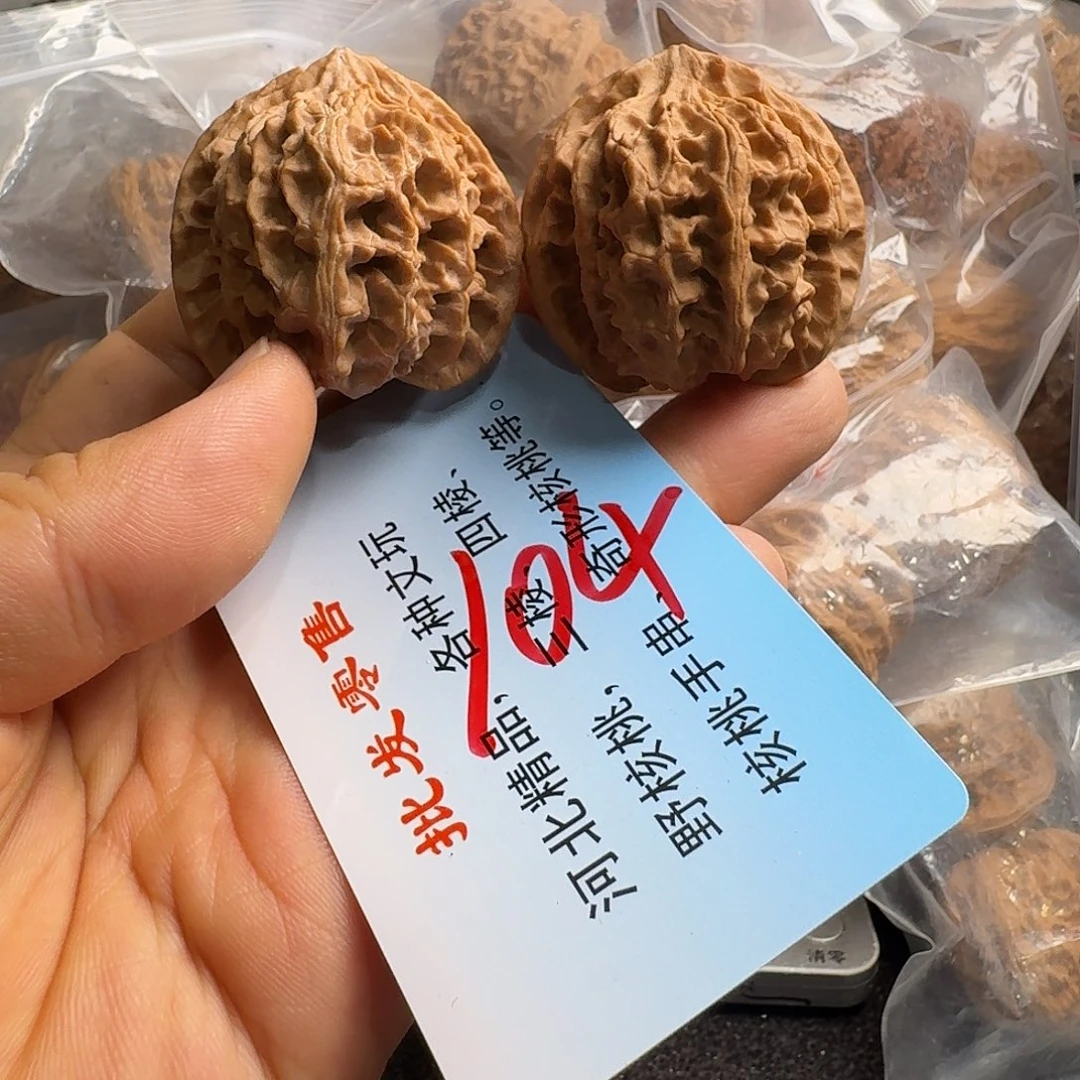 批发零售
河北精品,各种文玩
野核桃,三棱、四棱、
核桃手串、奇形核桃等。
104